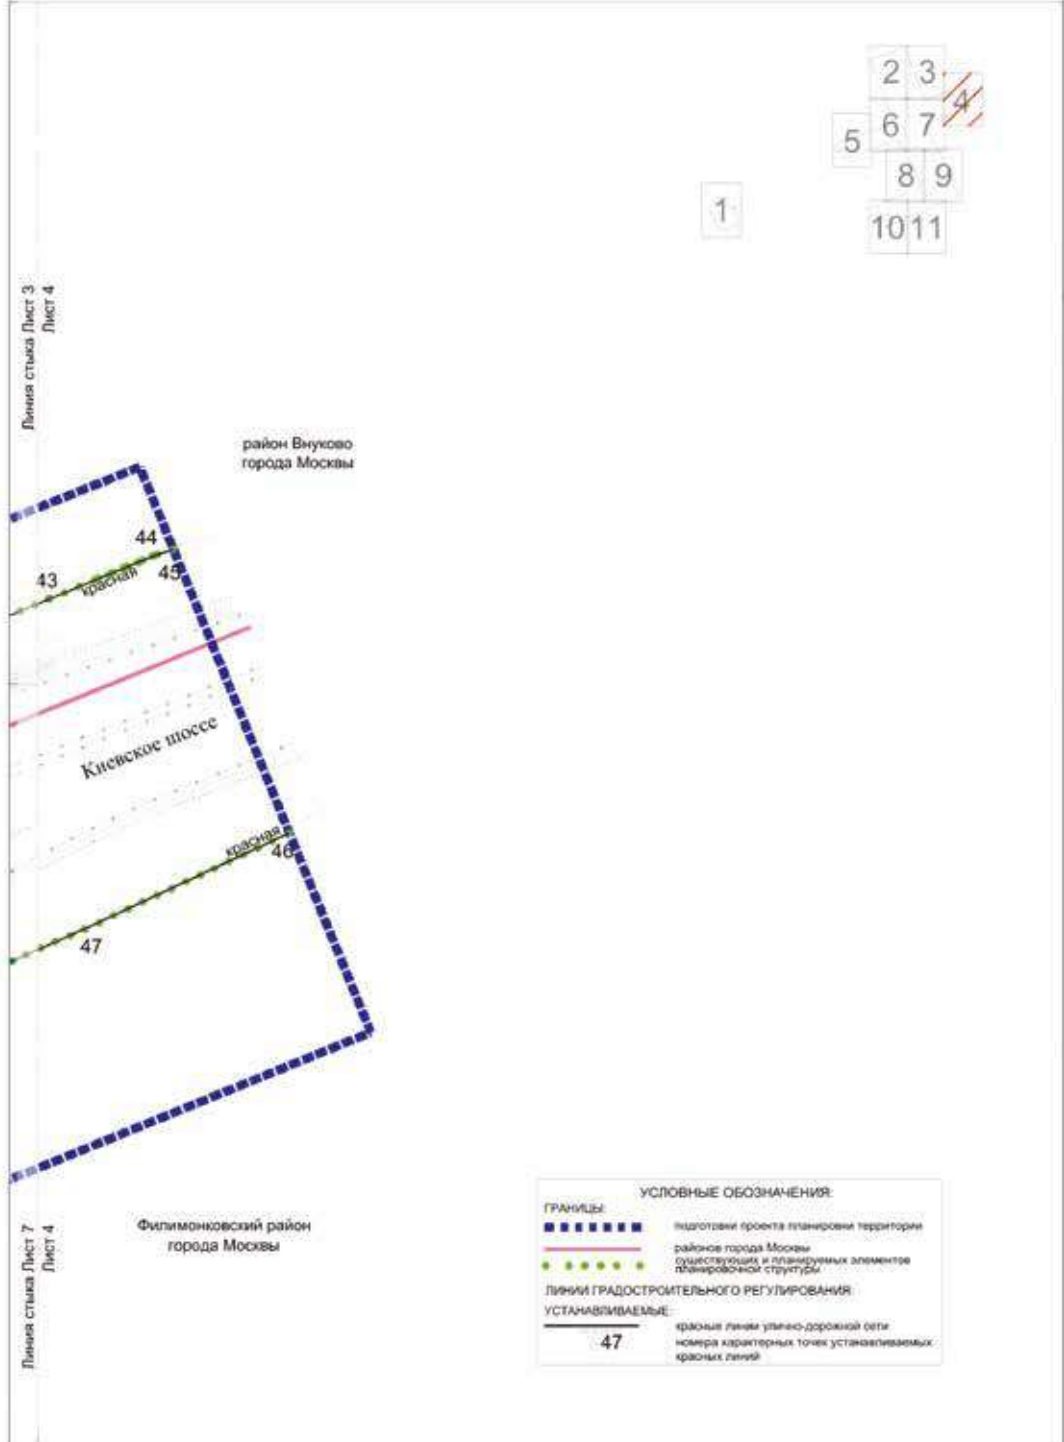 2 3
4
5 6 7
8 9
1
10 11
Линия стыка Лист 3
Лист 4
район Внуково
города Москвы
44
43
45
красная
Киевское шоссе
красная
46
47
Филимонковский район
города Москвы
Линия стыка Лист 7
Лист 4
УСЛОВНЫЕ ОБОЗНАЧЕНИЯ:
ГРАНИЦЫ:
подготовки проекта планировки территории
районов города Москвы
существующих и планируемых элементов
планировочной структуры
ЛИНИИ ГРАДОСТРОИТЕЛЬНОГО РЕГУЛИРОВАНИЯ
УСТАНАВЛИВАЕМЫЕ:
красные линии улично-дорожной сети
47 номера характерных точек устанавливаемых
красных линий